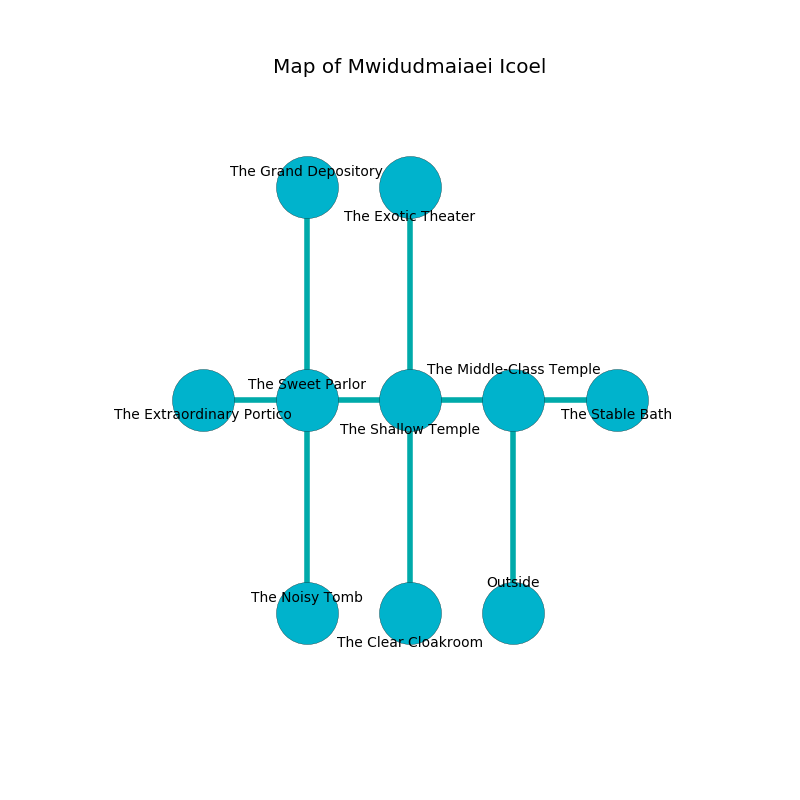 Map of Mwidudmaiaei Icoel
The Grand Depository
The Exotic Theater
The Middle-Class Temple
The Sweet Parlor
The Extraordinary Portico
The Stable Bath
The Shallow Temple
Outside
The Noisy Tomb
The Clear Cloakroom